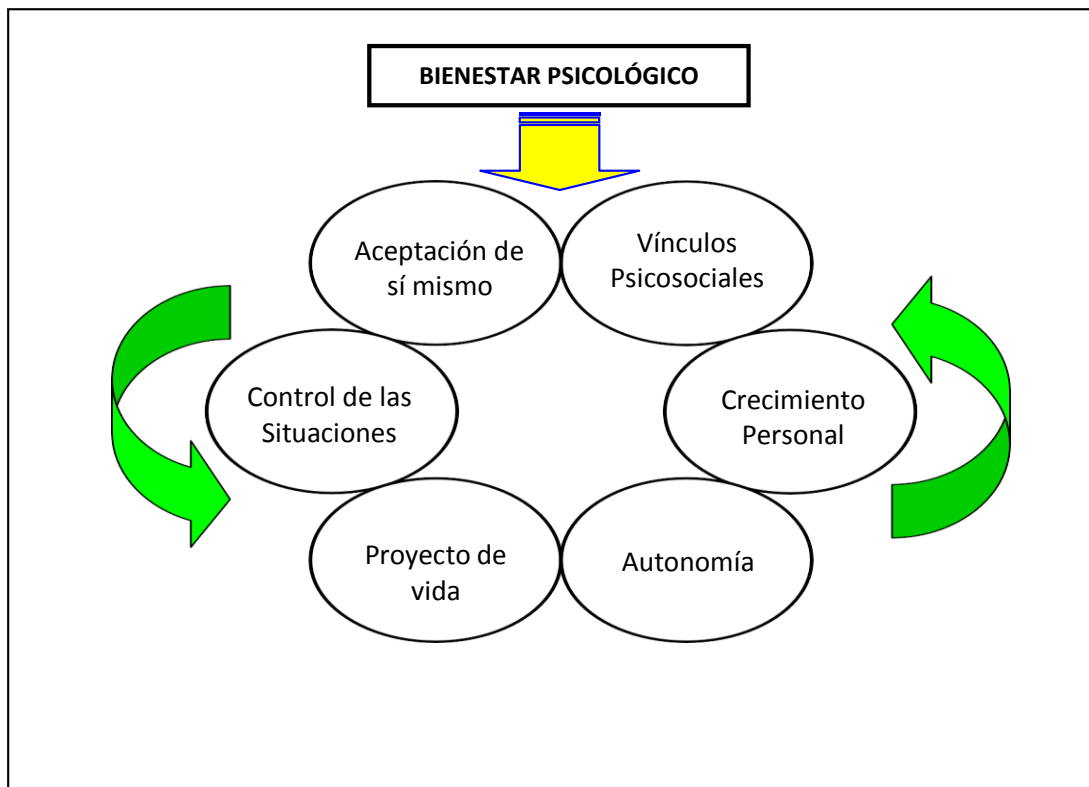 BIENESTAR PSICOLÓGICO
Aceptación de
sí mismo
Vínculos
Psicosociales
Control de las
Situaciones
Crecimiento
Personal
Proyecto de
vida
Autonomía